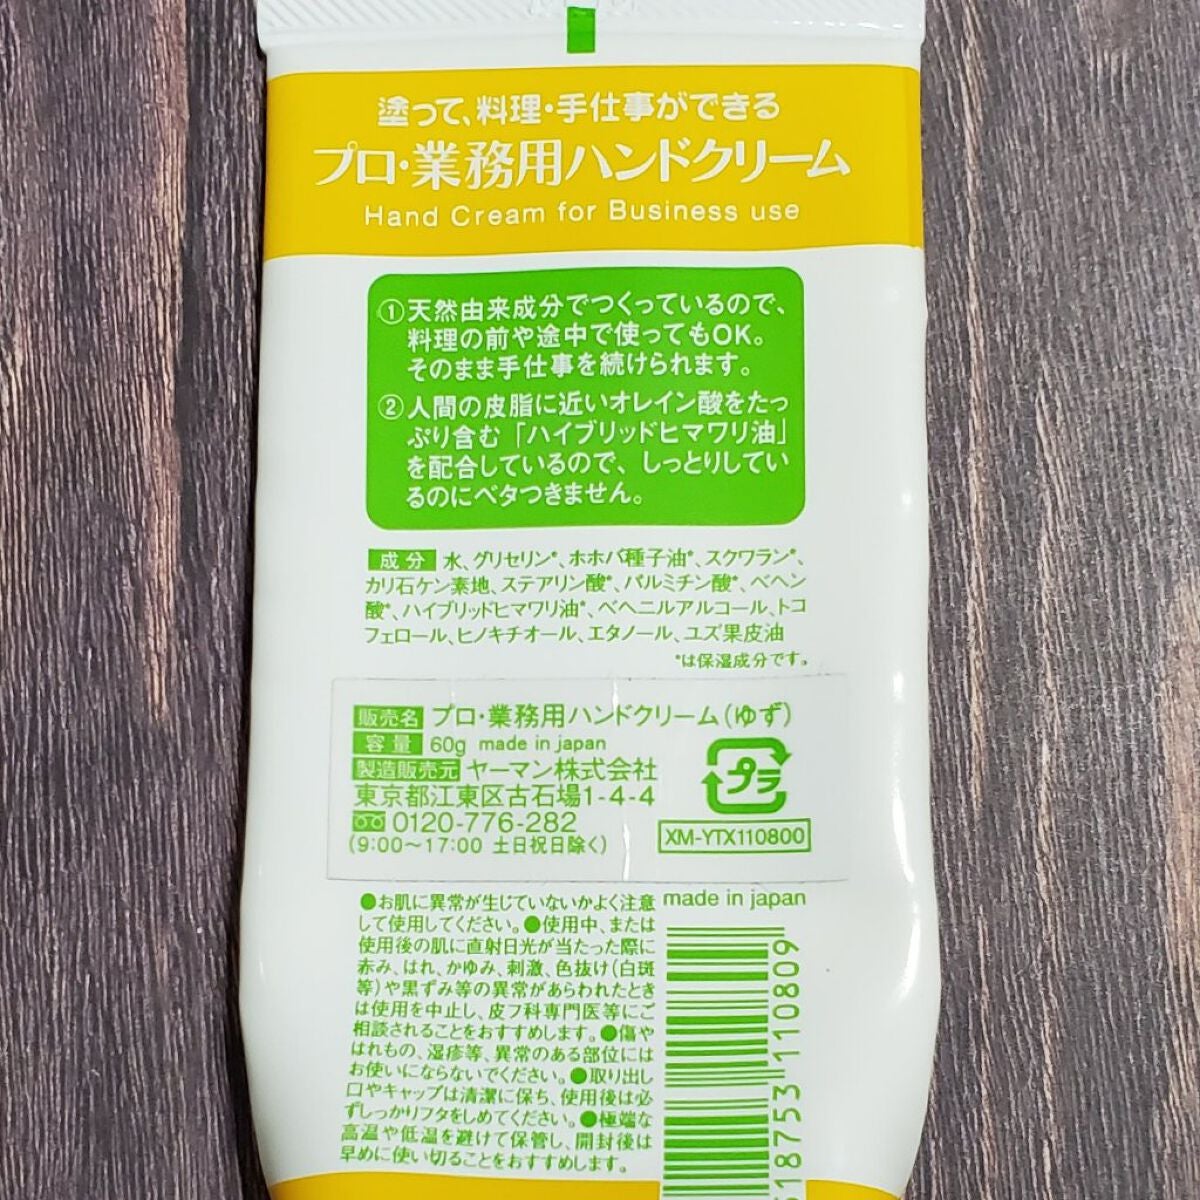 塗って、料理・手仕事ができる
プロ・業務用ハンドクリーム
Hand Cream for Business use
①天然由来成分でつくっているので、
料理の前や途中で使ってもOK。
そのまま手仕事を続けられます。
②人間の皮脂に近いオレイン酸をたっ
ぷり含む「ハイブリッドヒマワリ油」
を配合しているので、しっとりしてい
るのにベタつきません。
成分 水、グリセリン*、ホホバ種子油*、スクワラン*、
カリ石ケン素地、ステアリン酸*、パルミチン酸*、ベヘン
酸*、ハイブリッドヒマワリ油*、ベヘニルアルコール、トコ
フェロール、ヒノキチオール、エタノール、ユズ果皮油
*は保湿成分です。
販売名 プロ・業務用ハンドクリーム(ゆず)
容量 60g made in japan
製造販売元 ヤーマン株式会社
東京都江東区古石場1-4-4
0120-776-282
(9:00〜17:00 土日祝日除く)
プラ
XM-YTX110800
made in japan
●お肌に異常が生じていないかよく注意
して使用してください。●使用中、または
使用後の肌に直射日光が当たった際に
赤み、はれ、かゆみ、刺激、色抜け(白斑
等)や黒ずみ等の異常があらわれたとき
は使用を中止し、皮フ科専門医等にご
相談されることをおすすめします。●傷や
はれもの、湿疹等、異常のある部位には
お使いにならないでください。●取り出し
口やキャップは清潔に保ち、使用後は必
ずしっかりフタをしめてください。●極端な
高温や低温を避けて保管し、開封後は
早めに使い切ることをおすすめします。
18753 110809